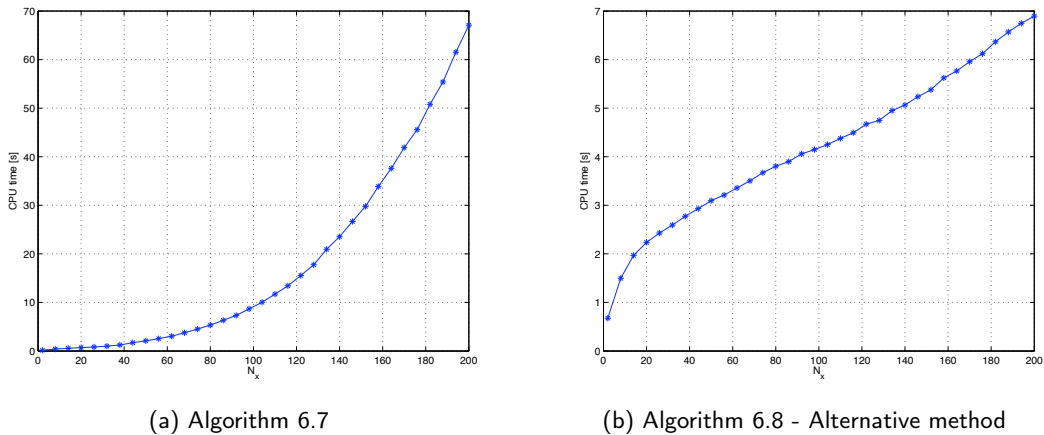 70
60
50
40
30
20
10
0
CPU time [s]
0 20 40 60 80 100 120 140 160 180 200
N_x
(a) Algorithm 6.7
7
6
5
4
3
2
1
0
CPU time [s]
0 20 40 60 80 100 120 140 160 180 200
N_x
(b) Algorithm 6.8 - Alternative method